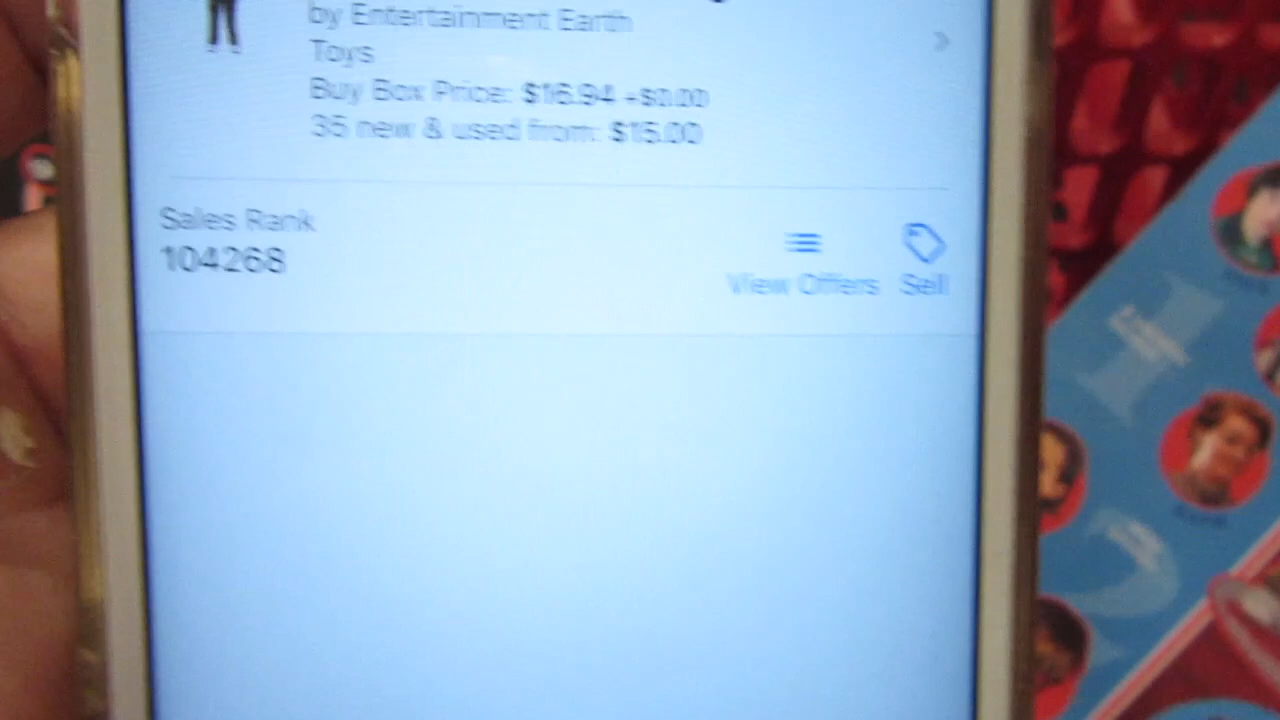 by Entertainment Earth
Toys
Buy Box Price: $16.94 +$0.00
35 new & used from: $15.00
Sales Rank
104268
View Offers
Sell